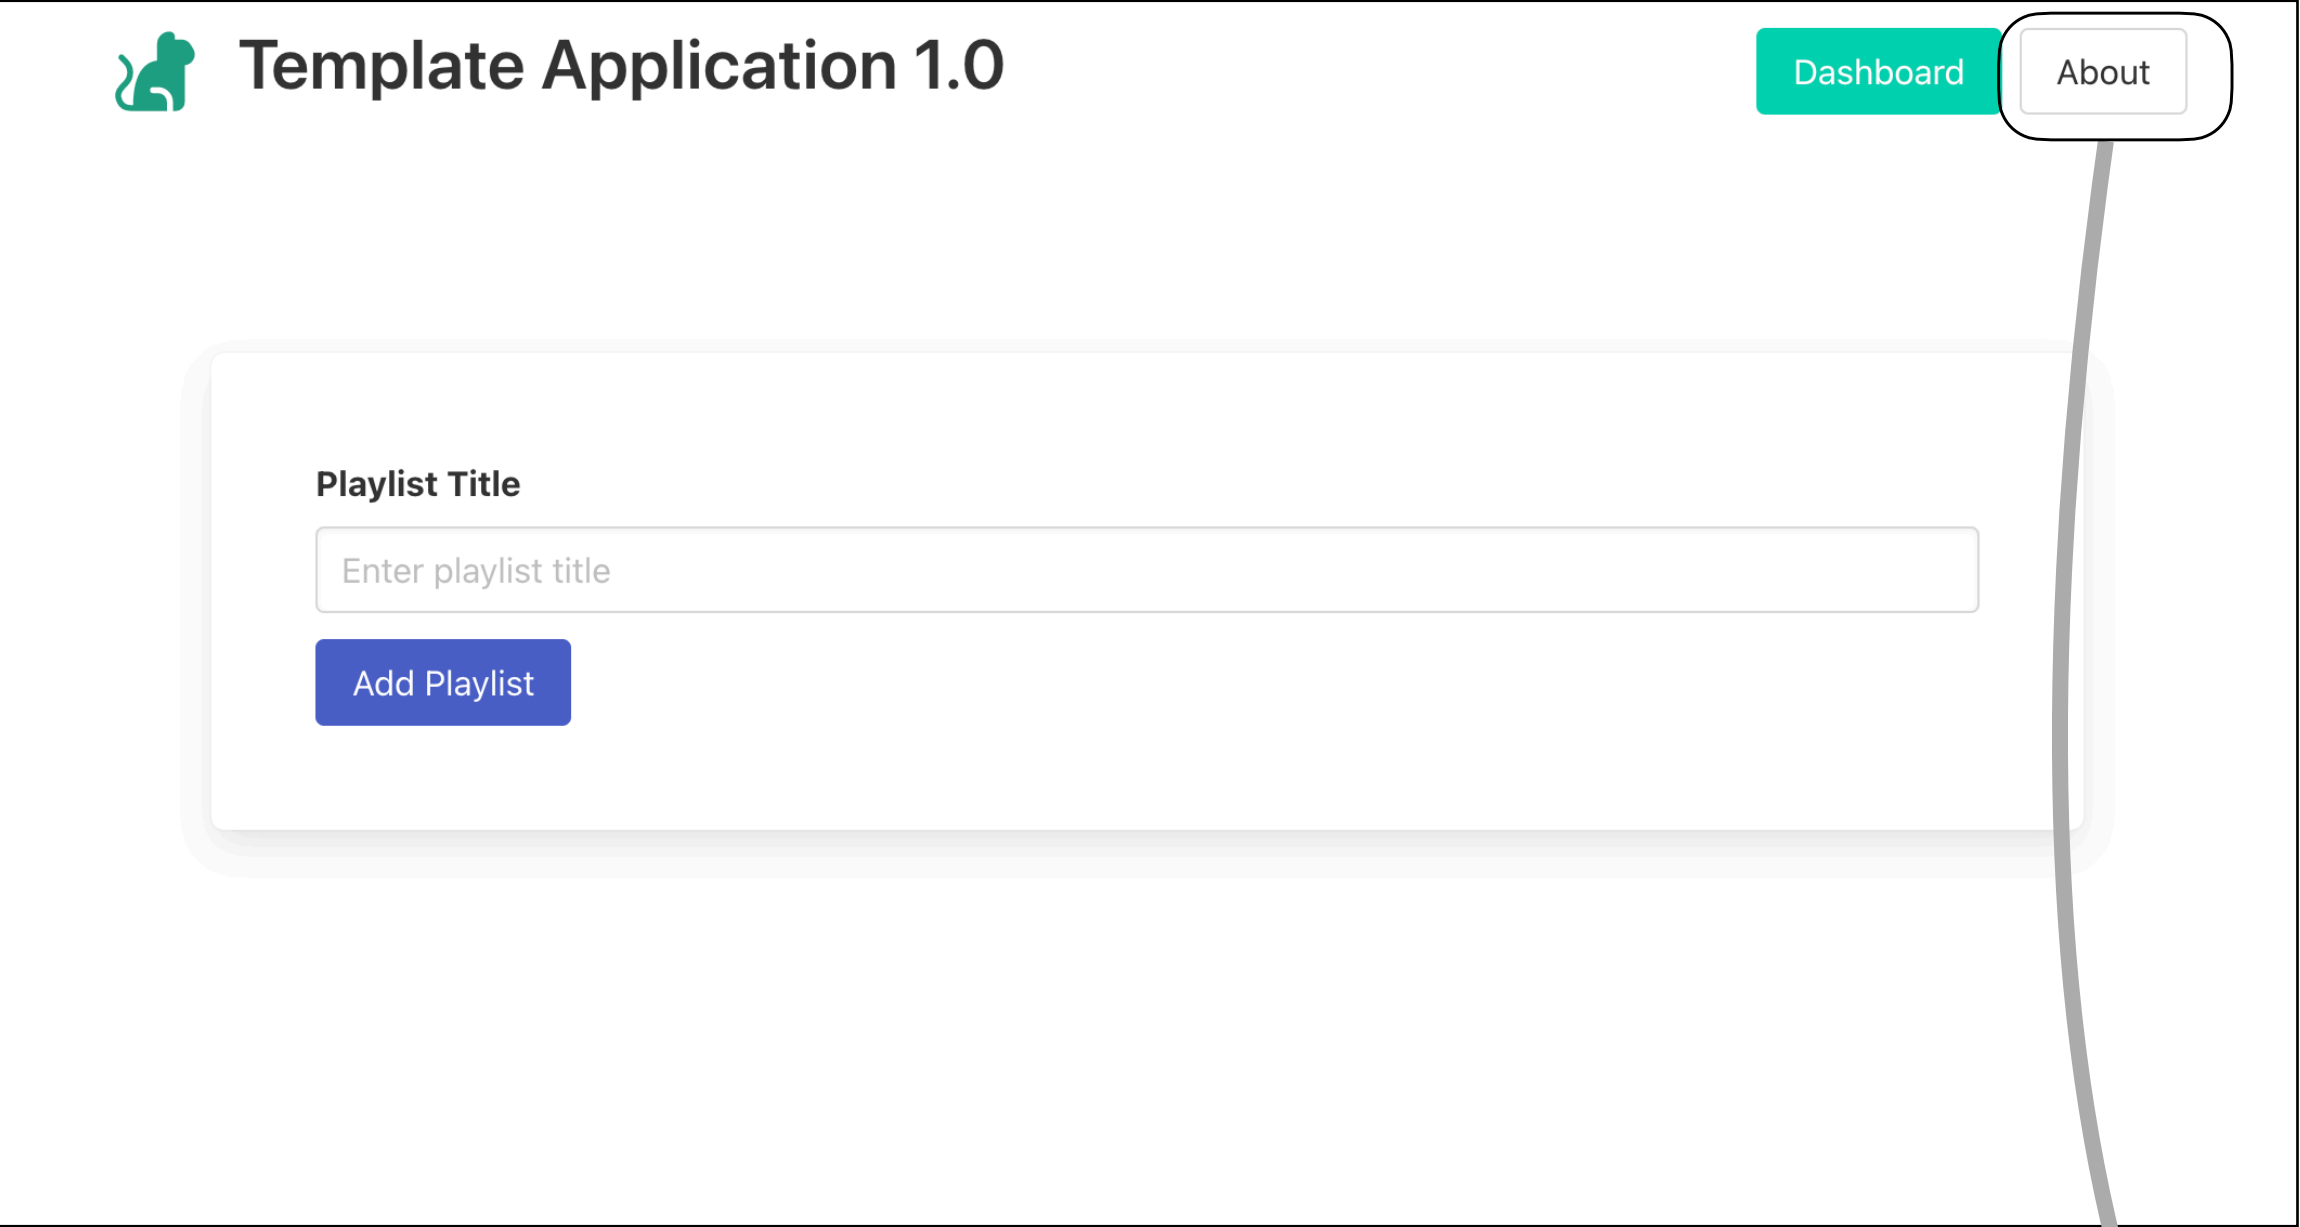 Template Application 1.0
Dashboard
About
Playlist Title
Enter playlist title
Add Playlist